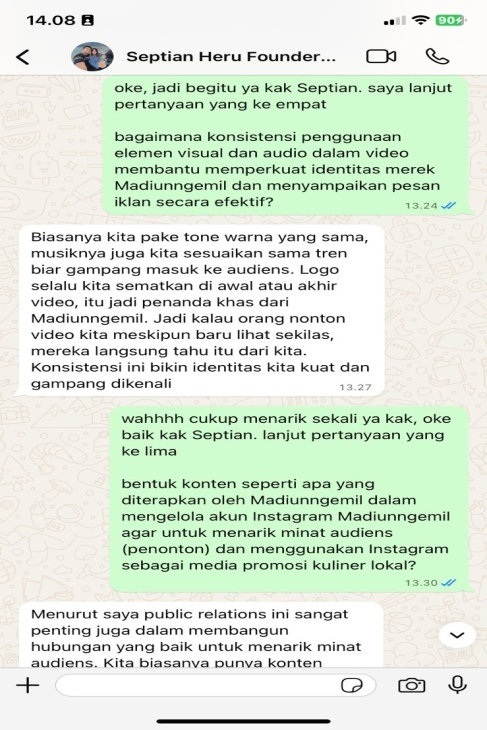 14.08
90
Septian Heru Founder...
oke, jadi begitu ya kak Septian. saya lanjut
pertanyaan yang ke empat
bagaimana konsistensi penggunaan
elemen visual dan audio dalam video
membantu memperkuat identitas merek
Madiunngemil dan menyampaikan pesan
iklan secara efektif?
13.24
Biasanya kita pake tone warna yang sama,
musiknya juga kita sesuaikan sama tren
biar gampang masuk ke audiens. Logo
selalu kita sematkan di awal atau akhir
video, itu jadi penanda khas dari
Madiunngemil. Jadi kalau orang nonton
video kita meskipun baru lihat sekilas,
mereka langsung tahu itu dari kita.
Konsistensi ini bikin identitas kita kuat dan
gampang dikenali
13.27
wahhhh cukup menarik sekali ya kak, oke
baik kak Septian. lanjut pertanyaan yang
ke lima
bentuk konten seperti apa yang
diterapkan oleh Madiunngemil dalam
mengelola akun Instagram Madiunngemil
agar untuk menarik minat audiens
(penonton) dan menggunakan Instagram
sebagai media promosi kuliner lokal?
13.30
Menurut saya public relations ini sangat
penting juga dalam membangun
hubungan yang baik untuk menarik minat
audiens. Kita biasanya punya konten